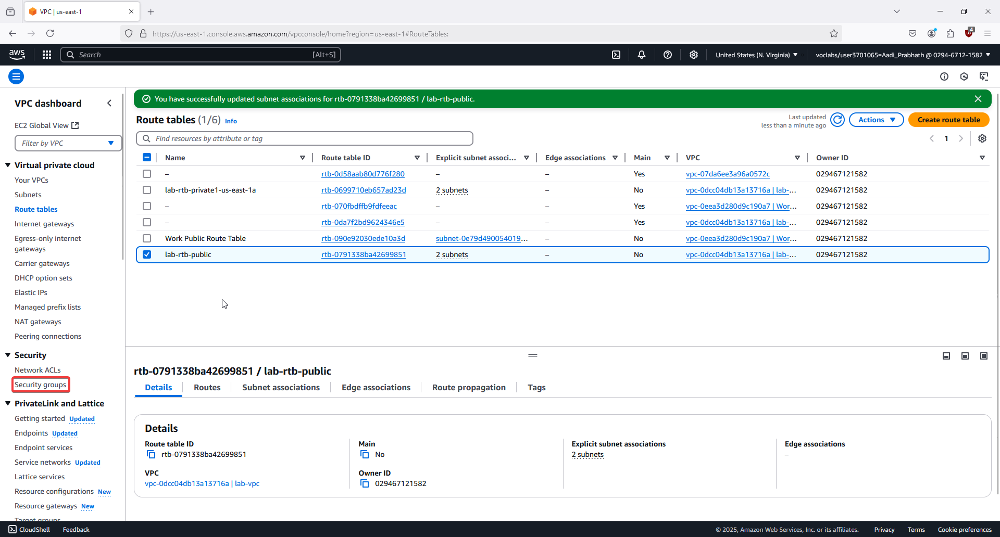 VPC | us-east-1
https://us-east-1.console.aws.amazon.com/vpcconsole/home?region=us-east-1#RouteTables:
4
aws
Search
[Alt+S]
United States (N. Virginia)
voclabs/user3701065=Aadi_Prabhath @ 0294-6712-1582
VPC dashboard
EC2 Global View
Filter by VPC
Virtual private cloud
Your VPCs
Subnets
Route tables
Internet gateways
Egress-only internet
gateways
Carrier gateways
DHCP option sets
Elastic IPs
Managed prefix lists
NAT gateways
Peering connections
Security
Network ACLs
Security groups
PrivateLink and Lattice
Getting started Updated
Endpoints Updated
Endpoint services
Service networks Updated
Lattice services
Resource configurations New
Resource gateways New
Target groups
You have successfully updated subnet associations for rtb-0791338ba42699851 / lab-rtb-public.
Route tables (1/6) Info
Last updated
less than a minute ago
Actions
Create route table
Find resources by attribute or tag
1
Name Route table ID Explicit subnet associ... Edge associations Main VPC Owner ID
– rtb-0d58aab80d776f280 – – Yes vpc-07da6ee3a96a0572c 029467121582
lab-rtb-private1-us-east-1a rtb-0699710eb657ad23d 2 subnets – No vpc-0dcc04db13a13716a | lab-... 029467121582
– rtb-070fbdffb9fdfeeac – – Yes vpc-0eea3d280d9c190a7 | Wor... 029467121582
– rtb-0da7f2bd9624346e5 – – Yes vpc-0dcc04db13a13716a | lab-... 029467121582
Work Public Route Table rtb-090e92030ede10a3d subnet-0e79d490054019... – No vpc-0eea3d280d9c190a7 | Wor... 029467121582
lab-rtb-public rtb-0791338ba42699851 2 subnets – No vpc-0dcc04db13a13716a | lab-... 029467121582
rtb-0791338ba42699851 / lab-rtb-public
Details Routes Subnet associations Edge associations Route propagation Tags
Details
Route table ID
rtb-0791338ba42699851
Main
No
Explicit subnet associations
2 subnets
Edge associations
–
VPC
vpc-0dcc04db13a13716a | lab-vpc
Owner ID
029467121582
CloudShell Feedback
© 2025, Amazon Web Services, Inc. or its affiliates. Privacy Terms Cookie preferences